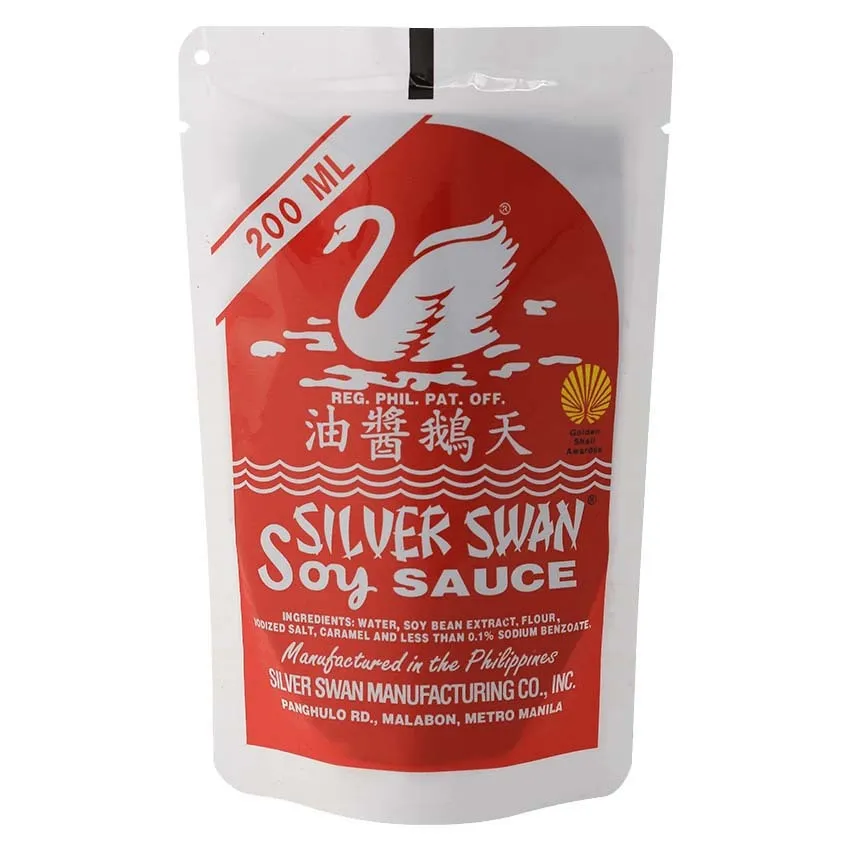 200 ML
®
REG. PHIL. PAT. OFF.
油醬鵝天
Golden
Shell
Awardee
SILVER SWAN®
Soy SAUCE
INGREDIENTS: WATER, SOY BEAN EXTRACT, FLOUR,
IODIZED SALT, CARAMEL AND LESS THAN 0.1% SODIUM BENZOATE.
Manufactured in the Philippines
SILVER SWAN MANUFACTURING CO., INC.
PANGHULO RD., MALABON, METRO MANILA